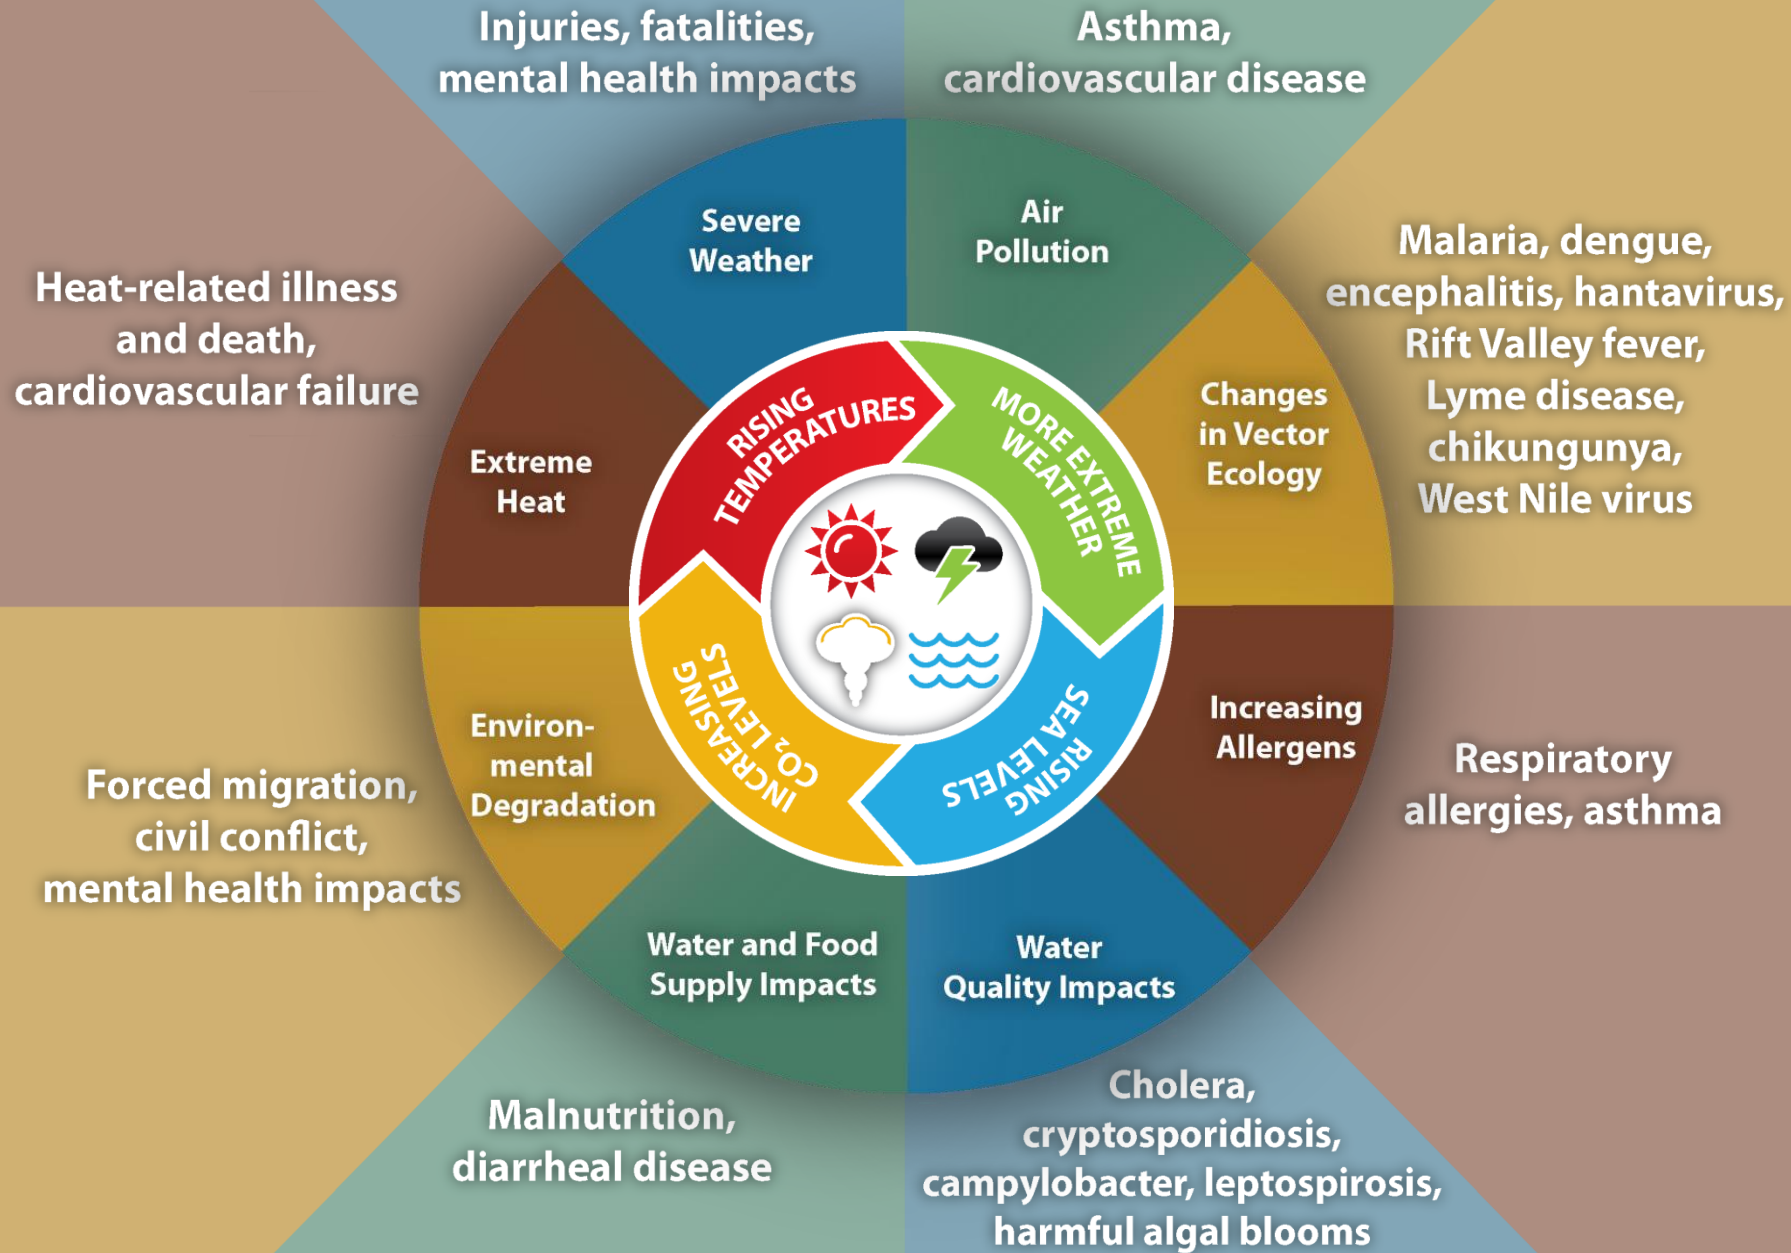 Injuries, fatalities,
mental health impacts
Asthma,
cardiovascular disease
Severe
Weather
Air
Pollution
Heat-related illness
and death,
cardiovascular failure
Malaria, dengue,
encephalitis, hantavirus,
Rift Valley fever,
Lyme disease,
chikungunya,
West Nile virus
Extreme
Heat
Changes
in Vector
Ecology
RISING
TEMPERATURES
MORE EXTREME
WEATHER
INCREASING
CO₂ LEVELS
RISING
SEA LEVELS
Environ-
mental
Degradation
Increasing
Allergens
Forced migration,
civil conflict,
mental health impacts
Respiratory
allergies, asthma
Water and Food
Supply Impacts
Water
Quality Impacts
Malnutrition,
diarrheal disease
Cholera,
cryptosporidiosis,
campylobacter, leptospirosis,
harmful algal blooms